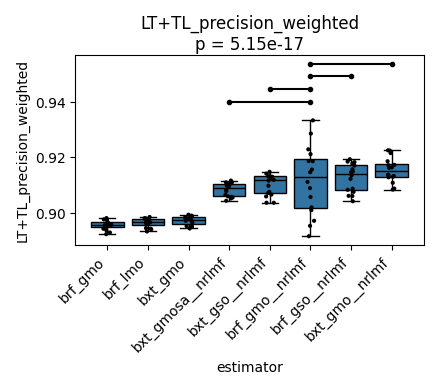 LT+TL_precision_weighted
p = 5.15e-17
LT+TL_precision_weighted
0.94
0.92
0.90
brf_gmo
brf_lmo
bxt_gmo
bxt_gmosa__nrlmf
bxt_gso__nrlmf
brf_gmo__nrlmf
brf_gso__nrlmf
bxt_gmo__nrlmf
estimator